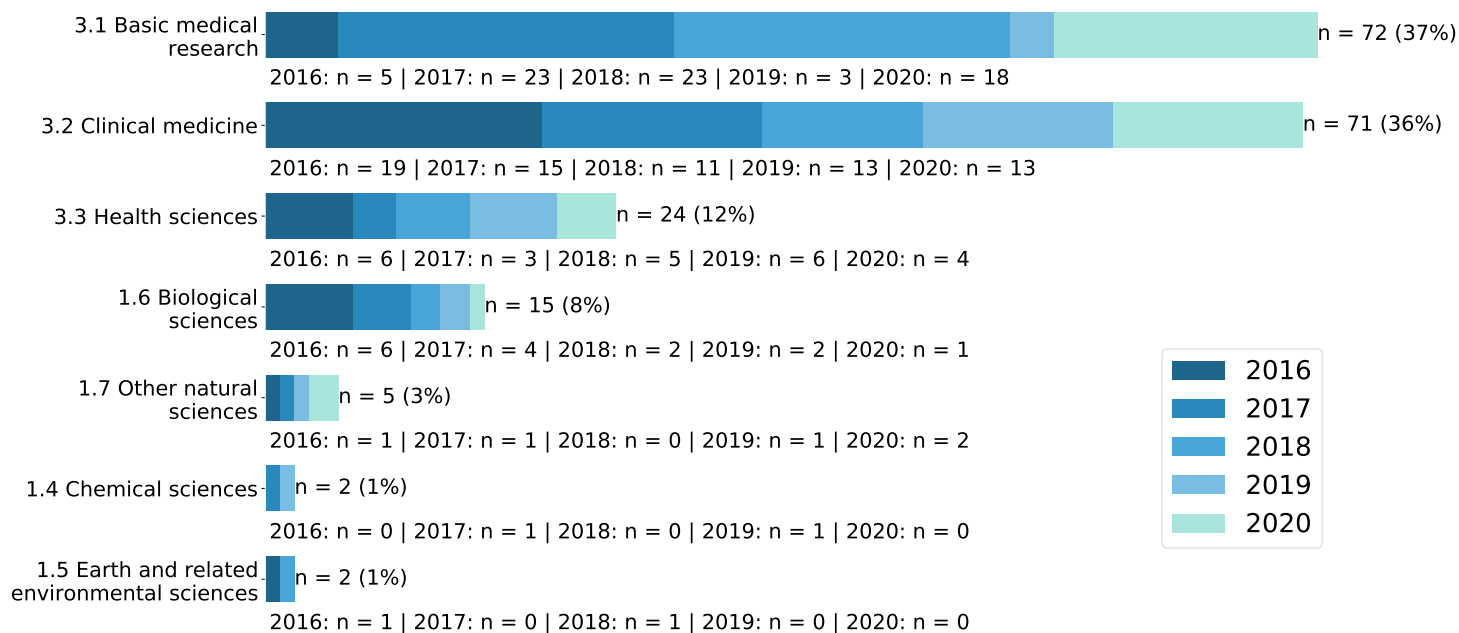 3.1 Basic medical
research
n = 72 (37%)
2016: n = 5 | 2017: n = 23 | 2018: n = 23 | 2019: n = 3 | 2020: n = 18
3.2 Clinical medicine
n = 71 (36%)
2016: n = 19 | 2017: n = 15 | 2018: n = 11 | 2019: n = 13 | 2020: n = 13
3.3 Health sciences
n = 24 (12%)
2016: n = 6 | 2017: n = 3 | 2018: n = 5 | 2019: n = 6 | 2020: n = 4
1.6 Biological
sciences
n = 15 (8%)
2016: n = 6 | 2017: n = 4 | 2018: n = 2 | 2019: n = 2 | 2020: n = 1
1.7 Other natural
sciences
n = 5 (3%)
2016: n = 1 | 2017: n = 1 | 2018: n = 0 | 2019: n = 1 | 2020: n = 2
1.4 Chemical sciences
n = 2 (1%)
2016: n = 0 | 2017: n = 1 | 2018: n = 0 | 2019: n = 1 | 2020: n = 0
1.5 Earth and related
environmental sciences
n = 2 (1%)
2016: n = 1 | 2017: n = 0 | 2018: n = 1 | 2019: n = 0 | 2020: n = 0
2016
2017
2018
2019
2020